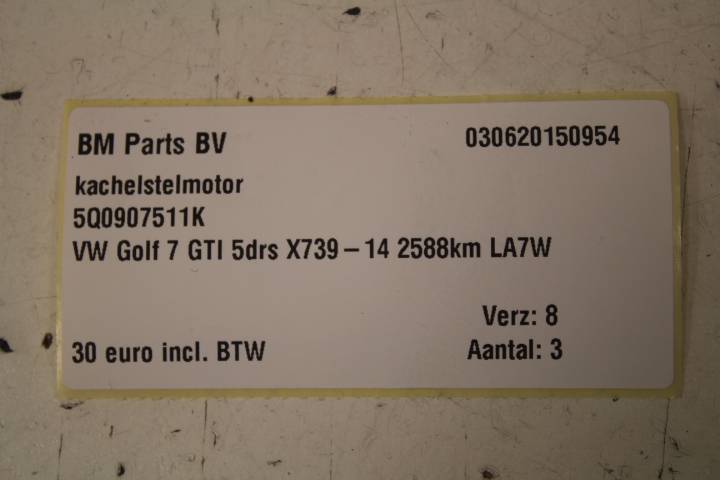 BM Parts BV 030620150954
kachelstelmotor
5Q0907511K
VW Golf 7 GTI 5drs X739 – 14 2588km LA7W
Verz: 8
30 euro incl. BTW Aantal: 3